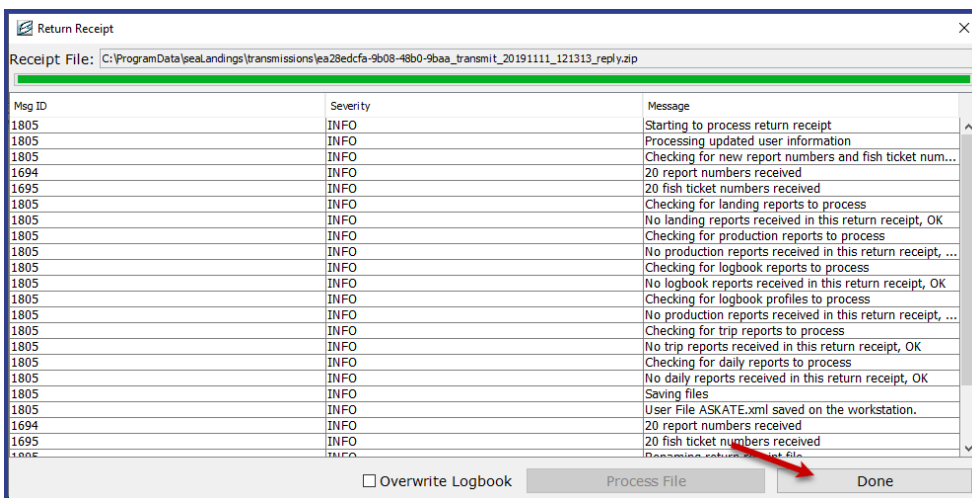 Return Receipt
Receipt File: C:\ProgramData\seaLandings\transmissions\ea28edcfa-9b08-48b0-9baa_transmit_20191111_121313_reply.zip
Msg ID Severity Message
1805 INFO Starting to process return receipt
1805 INFO Processing updated user information
1805 INFO Checking for new report numbers and fish ticket num...
1694 INFO 20 report numbers received
1695 INFO 20 fish ticket numbers received
1805 INFO Checking for landing reports to process
1805 INFO No landing reports received in this return receipt, OK
1805 INFO Checking for production reports to process
1805 INFO No production reports received in this return receipt, ...
1805 INFO Checking for logbook reports to process
1805 INFO No logbook reports received in this return receipt, OK
1805 INFO Checking for logbook profiles to process
1805 INFO No production reports received in this return receipt, ...
1805 INFO Checking for trip reports to process
1805 INFO No trip reports received in this return receipt, OK
1805 INFO Checking for daily reports to process
1805 INFO No daily reports received in this return receipt, OK
1805 INFO Saving files
1805 INFO User File ASKATE.xml saved on the workstation.
1694 INFO 20 report numbers received
1695 INFO 20 fish ticket numbers received
1805 INFO Renaming return receipt file
Overwrite Logbook Process File Done